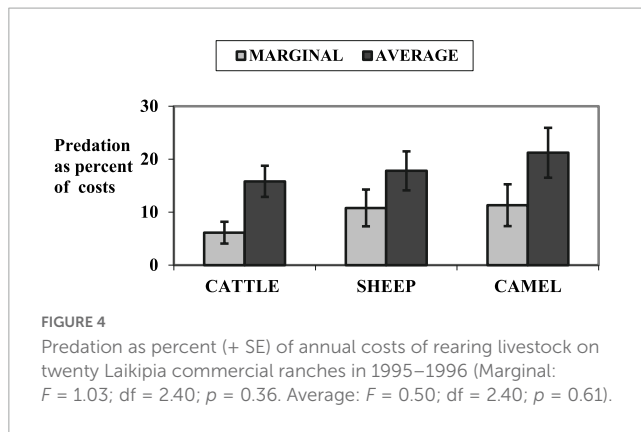 MARGINAL AVERAGE
30
Predation
as percent
of costs
20
10
0
CATTLE SHEEP CAMEL
FIGURE 4
Predation as percent (+ SE) of annual costs of rearing livestock on
twenty Laikipia commercial ranches in 1995–1996 (Marginal:
F = 1.03; df = 2.40; p = 0.36. Average: F = 0.50; df = 2.40; p = 0.61).